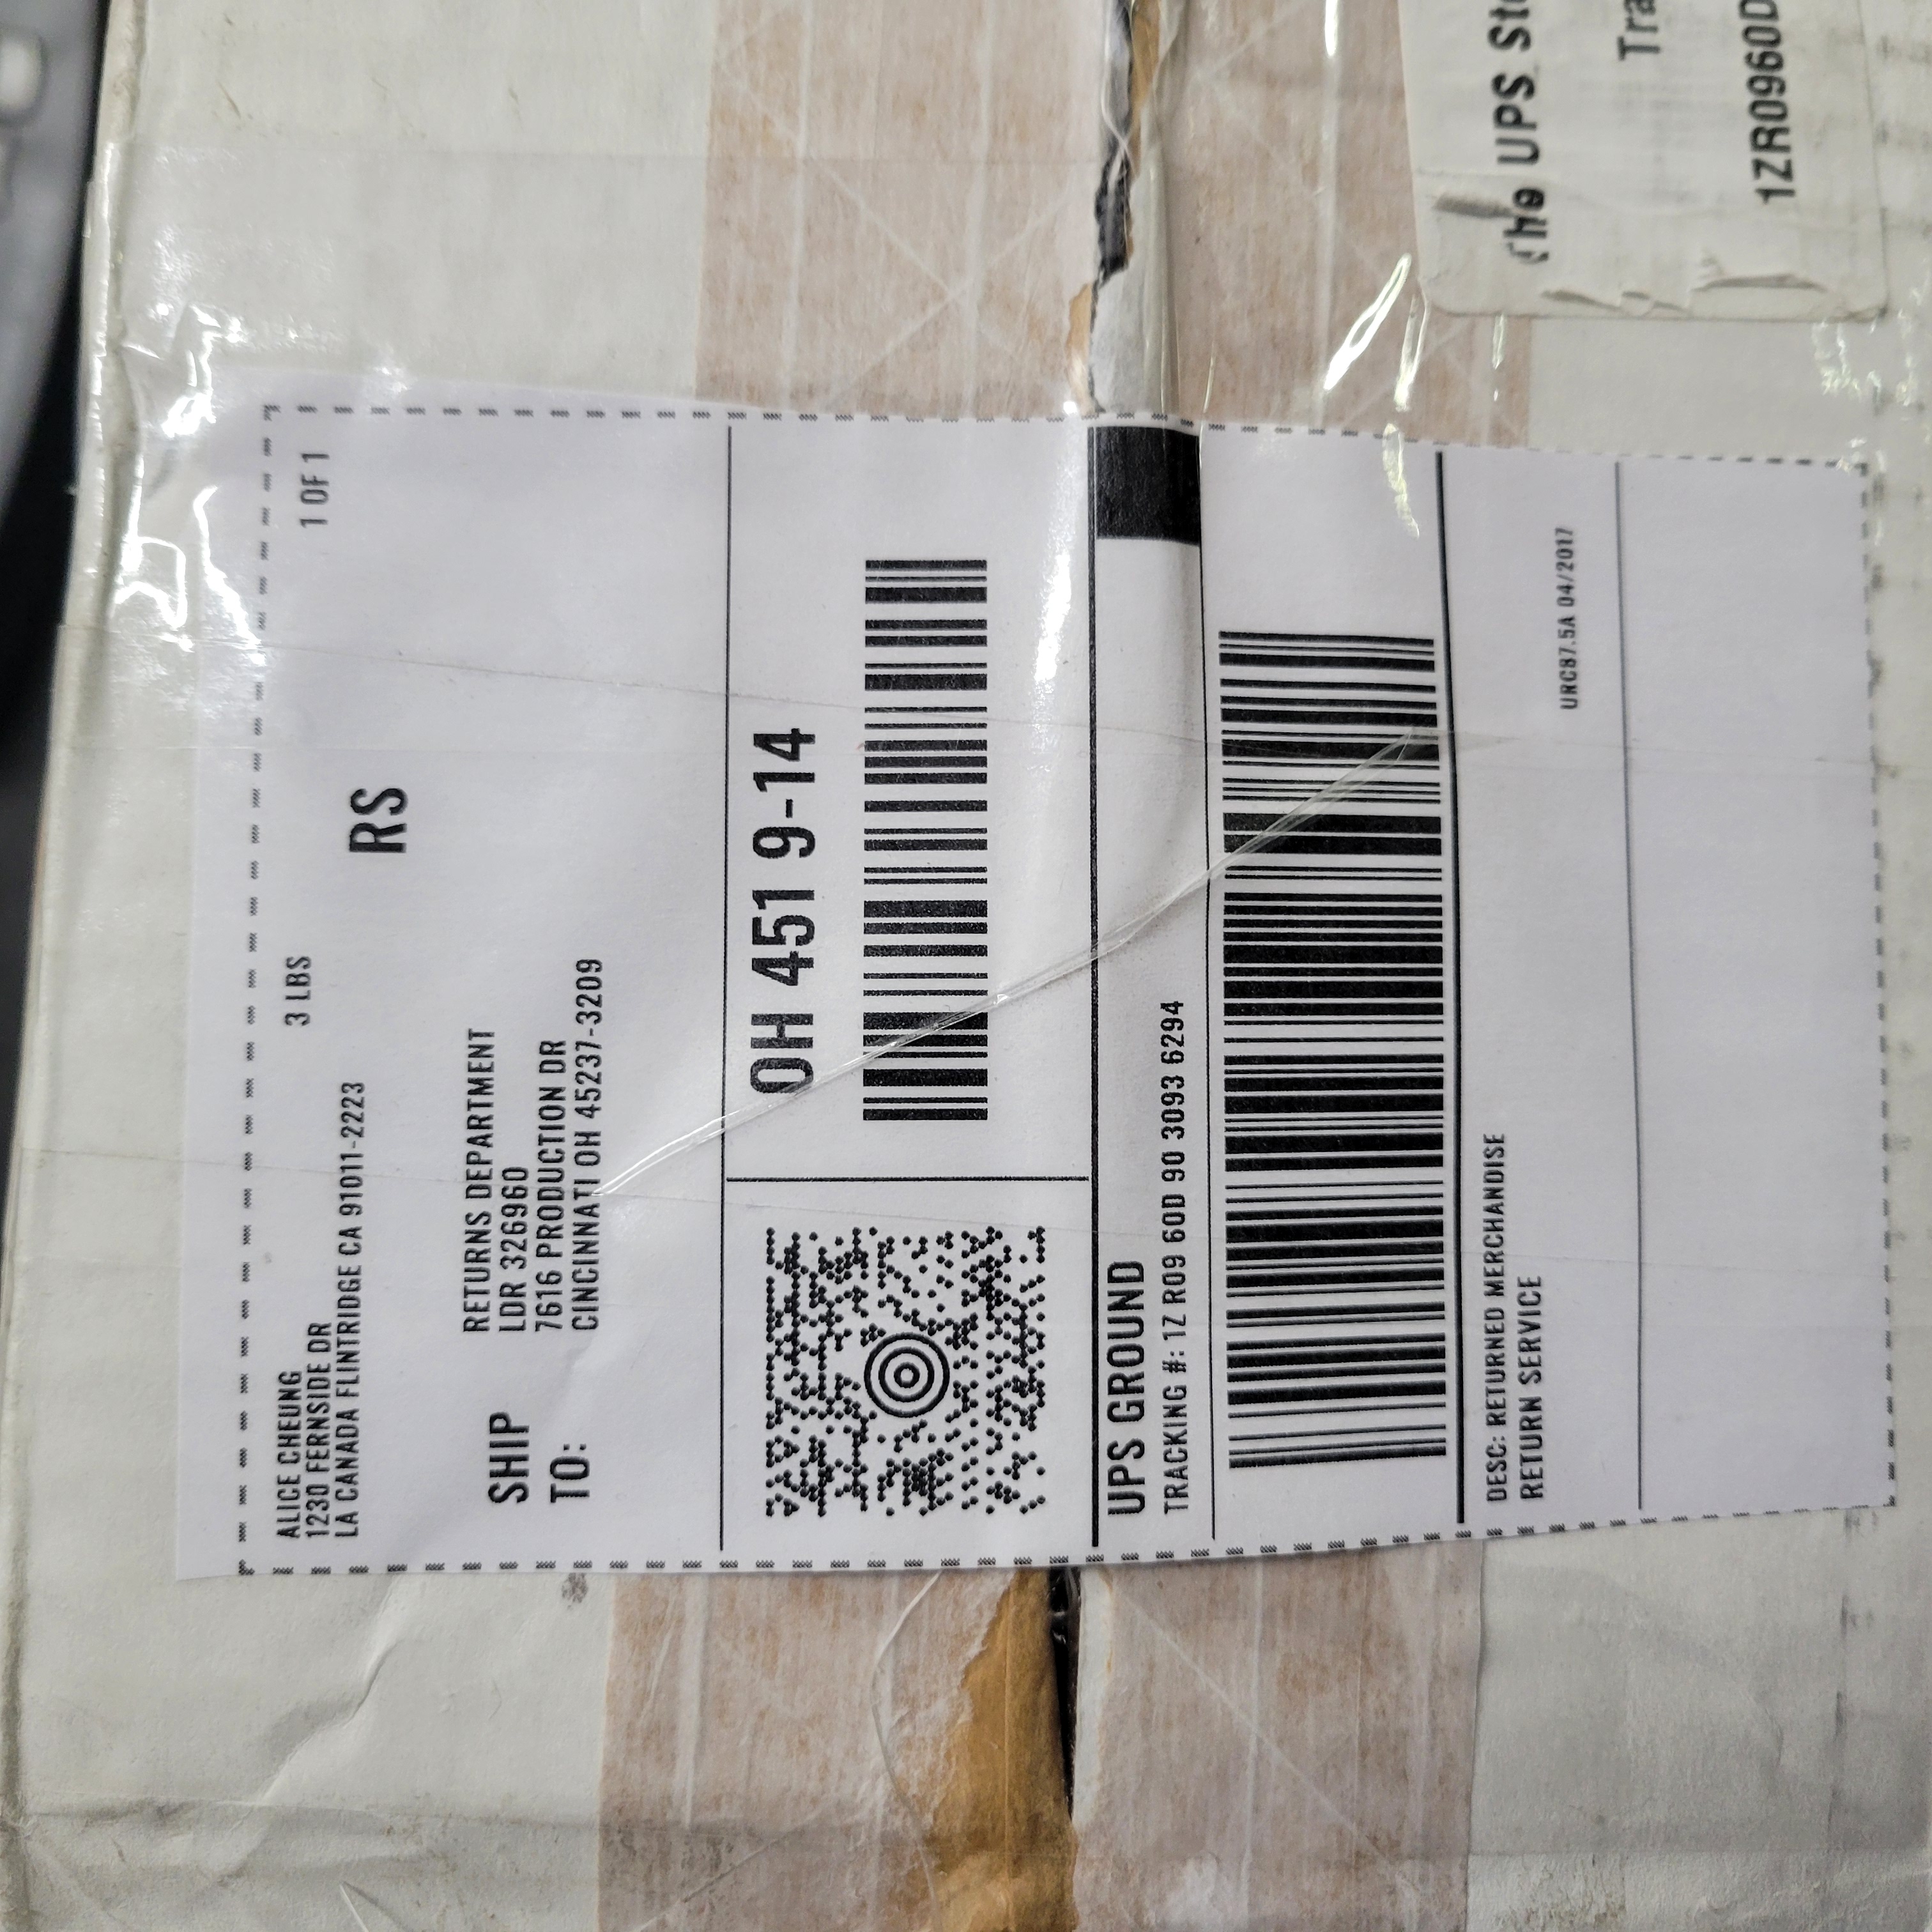 ALICE CHEUNG
1230 FERNSIDE DR
LA CANADA FLINTRIDGE CA 91011-2223
3 LBS
1 OF 1
RS
SHIP
TO:
RETURNS DEPARTMENT
LDR 326960
7616 PRODUCTION DR
CINCINNATI OH 45237-3209
OH 451 9-14
UPS GROUND
TRACKING #: 1Z R09 60D 90 3093 6294
DESC: RETURNED MERCHANDISE
RETURN SERVICE
URC87.5A 04/2017
The UPS Sto
Tra
1ZR0960D